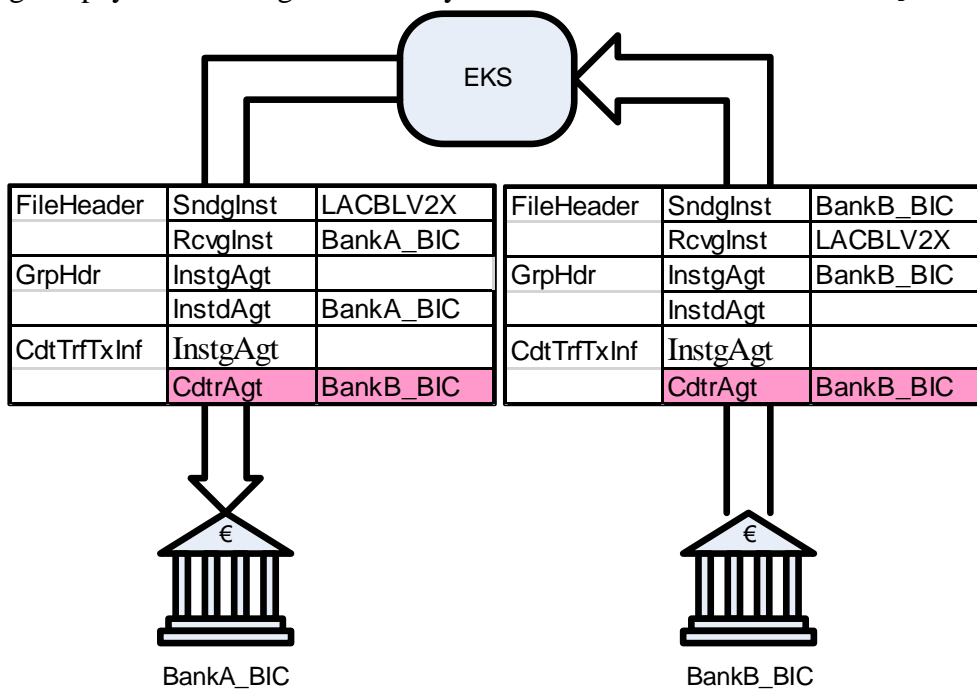 EKS
FileHeader SndgInst LACBLV2X
RcvgInst BankA_BIC
GrpHdr InstgAgt
InstdAgt BankA_BIC
CdtTrfTxInf InstgAgt
CdtrAgt BankB_BIC
FileHeader SndgInst BankB_BIC
RcvgInst LACBLV2X
GrpHdr InstgAgt BankB_BIC
InstdAgt
CdtTrfTxInf InstgAgt
CdtrAgt BankB_BIC
€
BankA_BIC
€
BankB_BIC